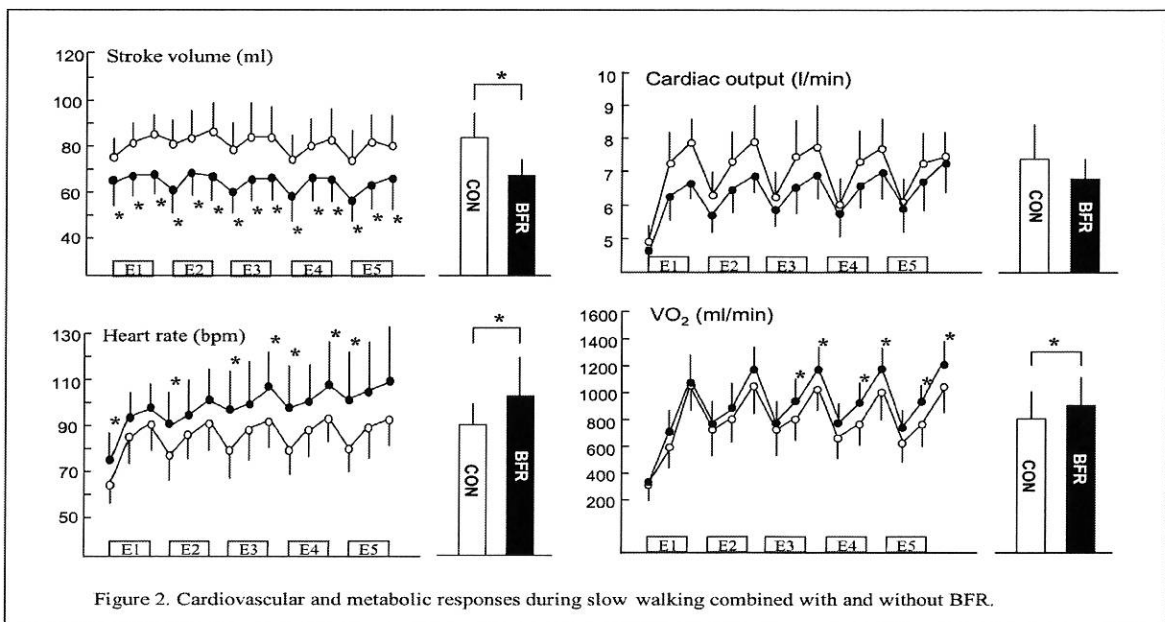 Stroke volume (ml)
120
100
80
60
40
* * * * * * * * * * * * * * *
E1 E2 E3 E4 E5
*
CON
BFR
Cardiac output (l/min)
10
9
8
7
6
5
E1 E2 E3 E4 E5
CON
BFR
Heart rate (bpm)
130
110
90
70
50
* * * * * * *
E1 E2 E3 E4 E5
*
CON
BFR
VO₂ (ml/min)
1600
1400
1200
1000
800
600
400
200
* * * * * * *
E1 E2 E3 E4 E5
*
CON
BFR
Figure 2. Cardiovascular and metabolic responses during slow walking combined with and without BFR.